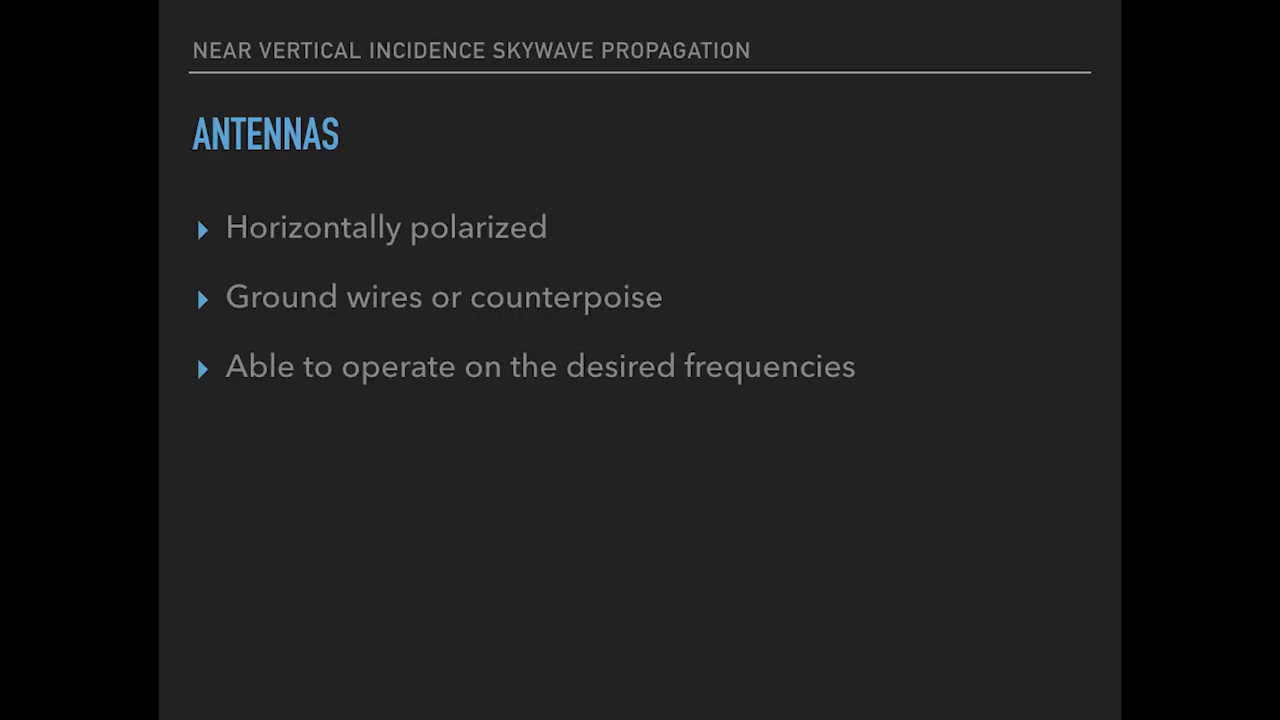 NEAR VERTICAL INCIDENCE SKYWAVE PROPAGATION
ANTENNAS
Horizontally polarized
Ground wires or counterpoise
Able to operate on the desired frequencies